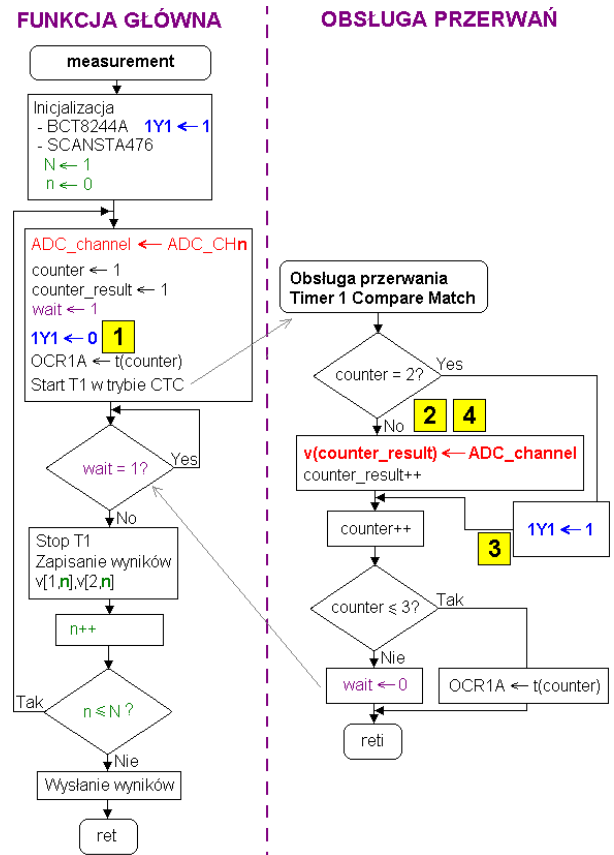 FUNKCJA GŁÓWNA
measurement
Inicjalizacja
- BCT8244A 1Y1 ← 1
- SCANSTA476
N ← 1
n ← 0
ADC_channel ← ADC_CHn
counter ← 1
counter_result ← 1
wait ← 1
1Y1 ← 0 1
OCR1A ← t(counter)
Start T1 w trybie CTC
wait = 1?
Yes
No
Stop T1
Zapisanie wyników
v[1,n],v[2,n]
n++
n ≤ N ?
Tak
Nie
Wysłanie wyników
ret
OBSŁUGA PRZERWAŃ
Obsługa przerwania
Timer 1 Compare Match
counter = 2?
Yes
No
2 4
v(counter_result) ← ADC_channel
counter_result++
1Y1 ← 1
3
counter++
counter ≤ 3?
Tak
Nie
wait ← 0
OCR1A ← t(counter)
reti